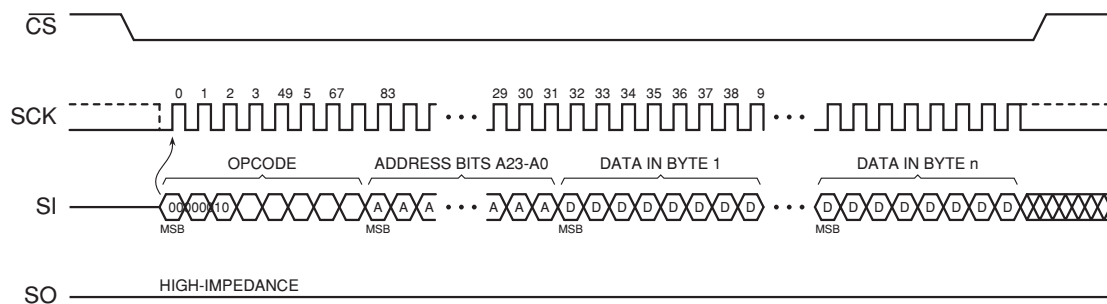 CS
SCK
0 1 2 3 49 5 67 83 29 30 31 32 33 34 35 36 37 38 9
OPCODE ADDRESS BITS A23-A0 DATA IN BYTE 1 DATA IN BYTE n
SI
00000010 A A A A A A D D D D D D D D D D D D D D D D
MSB MSB MSB MSB
SO
HIGH-IMPEDANCE